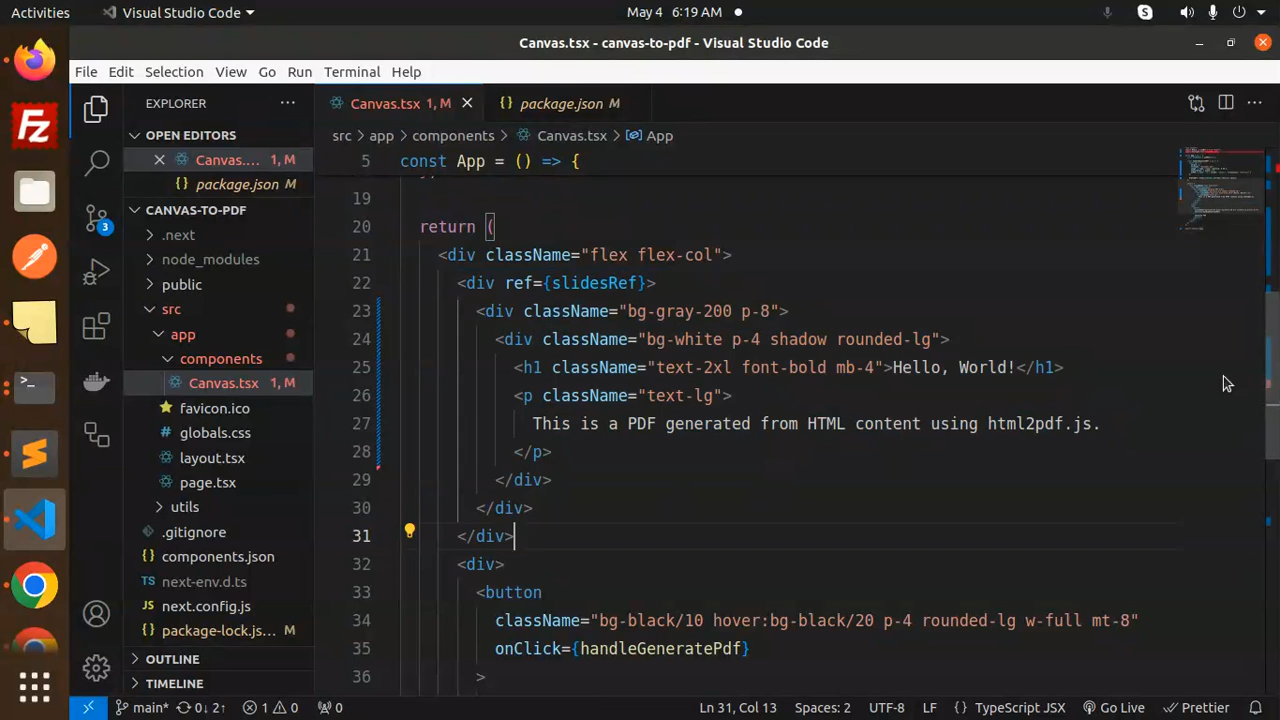 Activities
Visual Studio Code
May 4 6:19 AM
Canvas.tsx - canvas-to-pdf - Visual Studio Code
File Edit Selection View Go Run Terminal Help
EXPLORER
Canvas.tsx 1, M
package.json M
OPEN EDITORS
src app components Canvas.tsx App
Canvas.... 1, M
package.json M
CANVAS-TO-PDF
.next
node_modules
public
src
app
components
Canvas.tsx 1, M
favicon.ico
globals.css
layout.tsx
page.tsx
utils
.gitignore
components.json
next-env.d.ts
next.config.js
package-lock.js... M
OUTLINE
TIMELINE
3
5 const App = () => {
19
20 return (
21 <div className="flex flex-col">
22 <div ref={slidesRef}>
23 <div className="bg-gray-200 p-8">
24 <div className="bg-white p-4 shadow rounded-lg">
25 <h1 className="text-2xl font-bold mb-4">Hello, World!</h1>
26 <p className="text-lg">
27 This is a PDF generated from HTML content using html2pdf.js.
28 </p>
29 </div>
30 </div>
31 </div>
32 <div>
33 <button
34 className="bg-black/10 hover:bg-black/20 p-4 rounded-lg w-full mt-8"
35 onClick={handleGeneratePdf}
36 >
main* 0↓ 2↑ 1 0 0 Ln 31, Col 13 Spaces: 2 UTF-8 LF {} TypeScript JSX Go Live Prettier